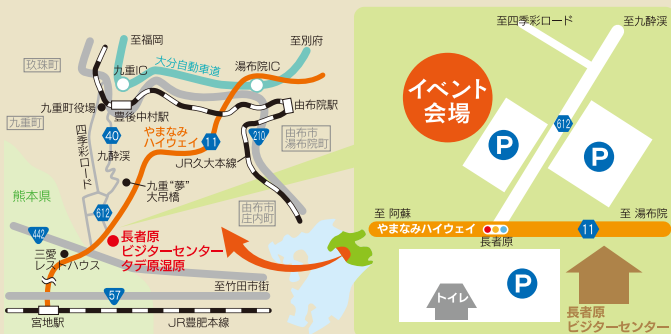 至福岡
至別府
玖珠町
九重IC
大分自動車道
湯布院IC
九重町役場
豊後中村駅
由布院駅
九重町
四季彩ロード
40
九酔渓
やまなみ
ハイウェイ
11
210
由布市
湯布院町
JR久大本線
九重“夢”
大吊橋
熊本県
612
由布市
庄内町
442
長者原
ビジターセンター
タデ原湿原
三愛
レストハウス
至竹田市街
57
宮地駅
JR豊肥本線
至四季彩ロード
至九酔渓
イベント
会場
612
P
P
至 阿蘇
至 湯布院
やまなみハイウェイ
11
長者原
P
トイレ
長者原
ビジターセンター